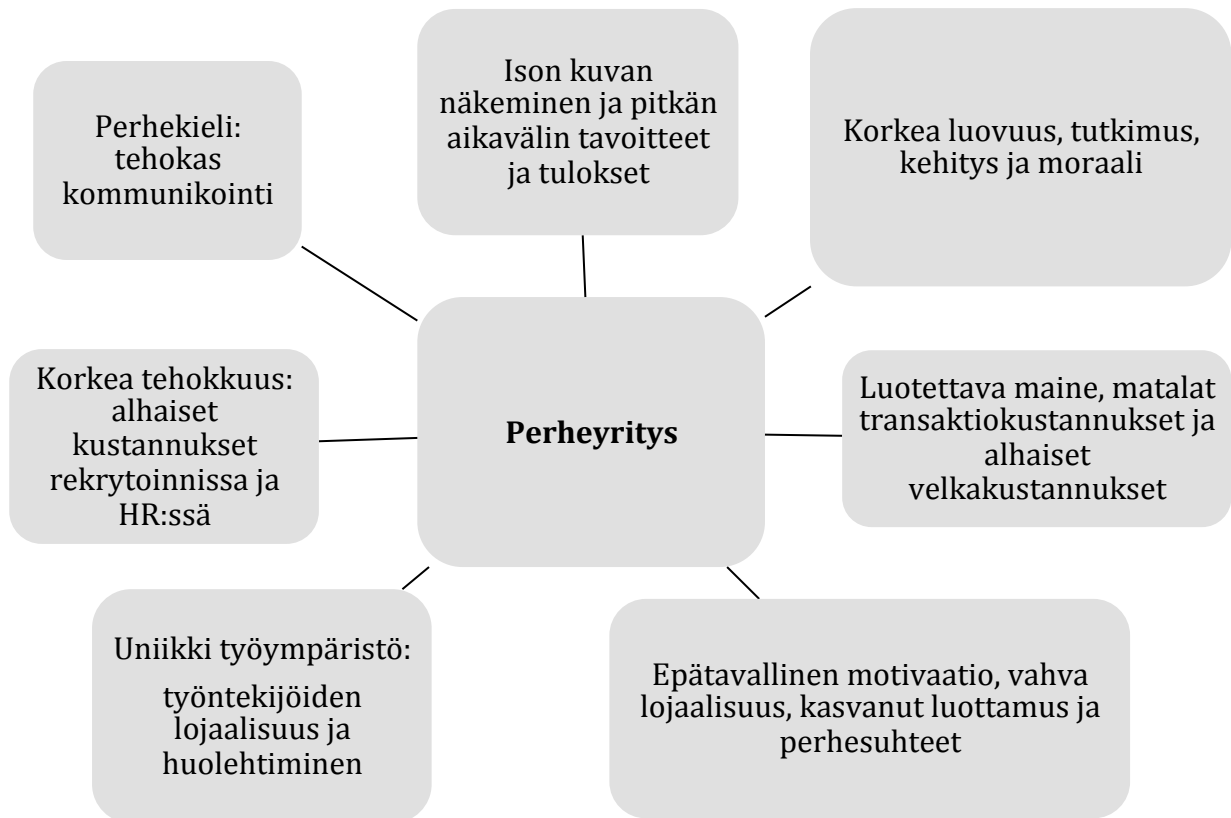 Perhekieli:
tehokas
kommunikointi
Ison kuvan
näkeminen ja pitkän
aikavälin tavoitteet
ja tulokset
Korkea luovuus, tutkimus,
kehitys ja moraali
Korkea tehokkuus:
alhaiset
kustannukset
rekrytoinnissa ja
HR:ssä
Perheyritys
Luotettava maine, matalat
transaktiokustannukset ja
alhaiset
velkakustannukset
Uniikki työympäristö:
työntekijöiden
lojaalisuus ja
huolehtiminen
Epätavallinen motivaatio, vahva
lojaalisuus, kasvanut luottamus ja
perhesuhteet